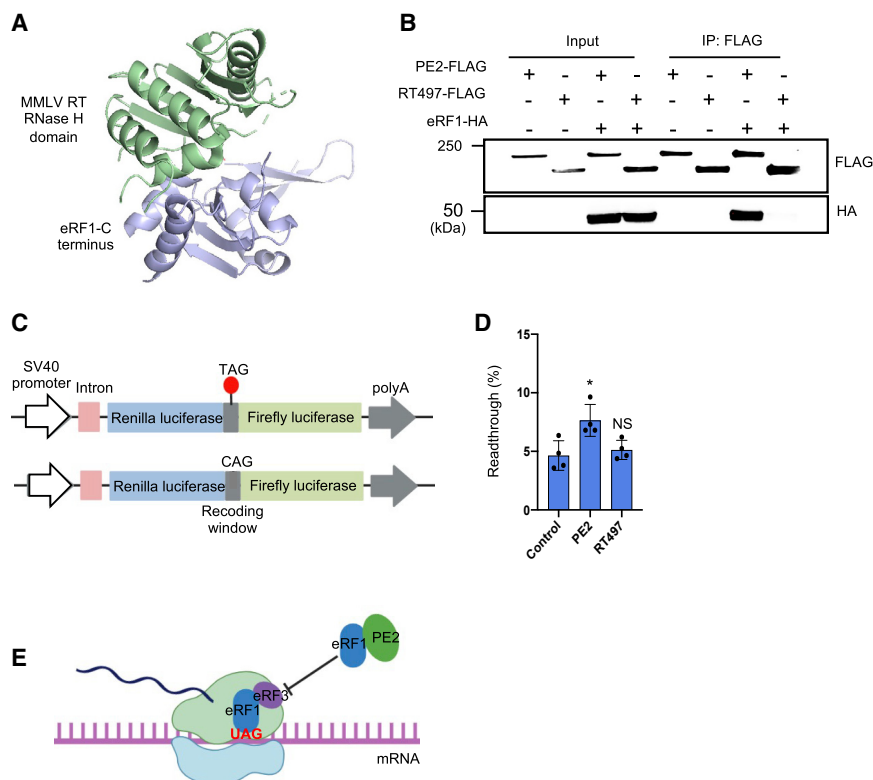 A
MMLV RT
RNase H
domain
eRF1-C
terminus
B
Input IP: FLAG
PE2-FLAG + - + - + - + -
RT497-FLAG - + - + - + - +
eRF1-HA - - + + - - + +
250
FLAG
50
(kDa)
HA
C
SV40
promoter
Intron
TAG
polyA
Renilla luciferase
Firefly luciferase
CAG
Renilla luciferase
Firefly luciferase
Recoding
window
D
Readthrough (%)
15
10
5
0
*
NS
Control
PE2
RT497
E
eRF1
PE2
eRF3
eRF1
UAG
mRNA